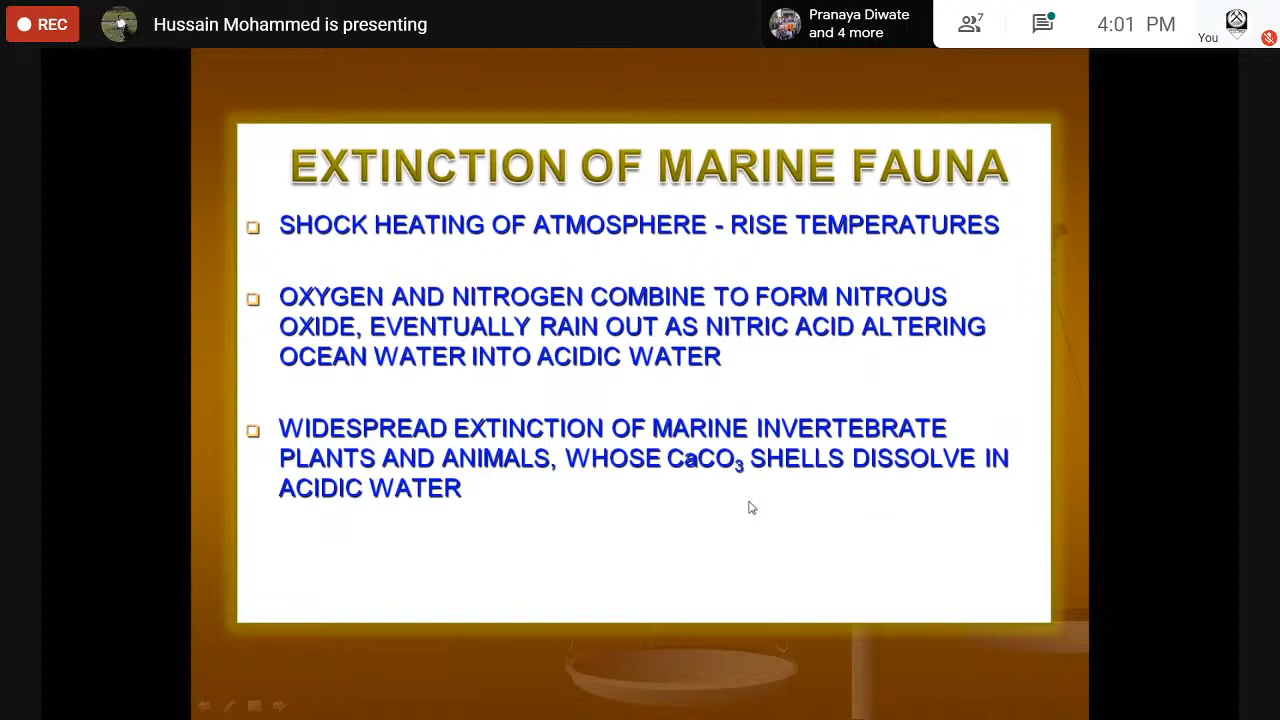 REC
Hussain Mohammed is presenting
Pranaya Diwate
and 4 more
7
4:01 PM
You
EXTINCTION OF MARINE FAUNA
SHOCK HEATING OF ATMOSPHERE - RISE TEMPERATURES
OXYGEN AND NITROGEN COMBINE TO FORM NITROUS
OXIDE, EVENTUALLY RAIN OUT AS NITRIC ACID ALTERING
OCEAN WATER INTO ACIDIC WATER
WIDESPREAD EXTINCTION OF MARINE INVERTEBRATE
PLANTS AND ANIMALS, WHOSE CaCO₃ SHELLS DISSOLVE IN
ACIDIC WATER